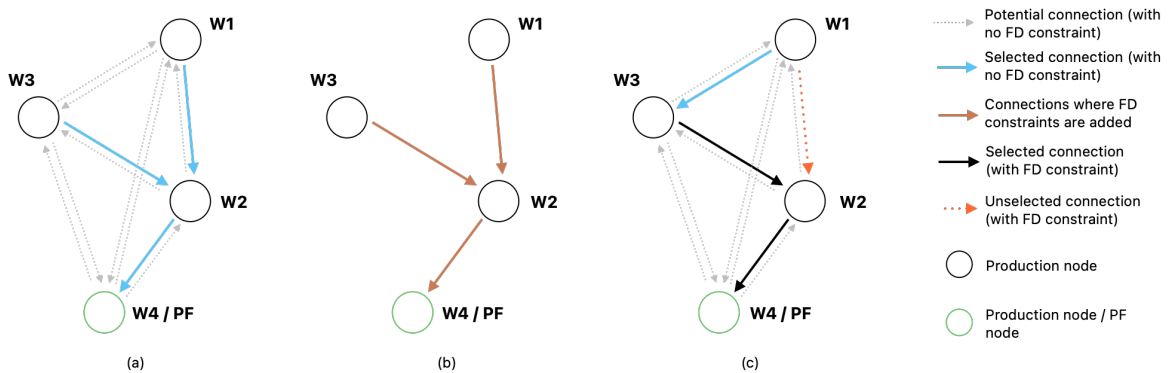 W1
W3
W2
W4 / PF
(a)
W1
W3
W2
W4 / PF
(b)
W1
W3
W2
W4 / PF
(c)
Potential connection (with
no FD constraint)
Selected connection (with
no FD constraint)
Connections where FD
constraints are added
Selected connection
(with FD constraint)
Unselected connection
(with FD constraint)
Production node
Production node / PF
node